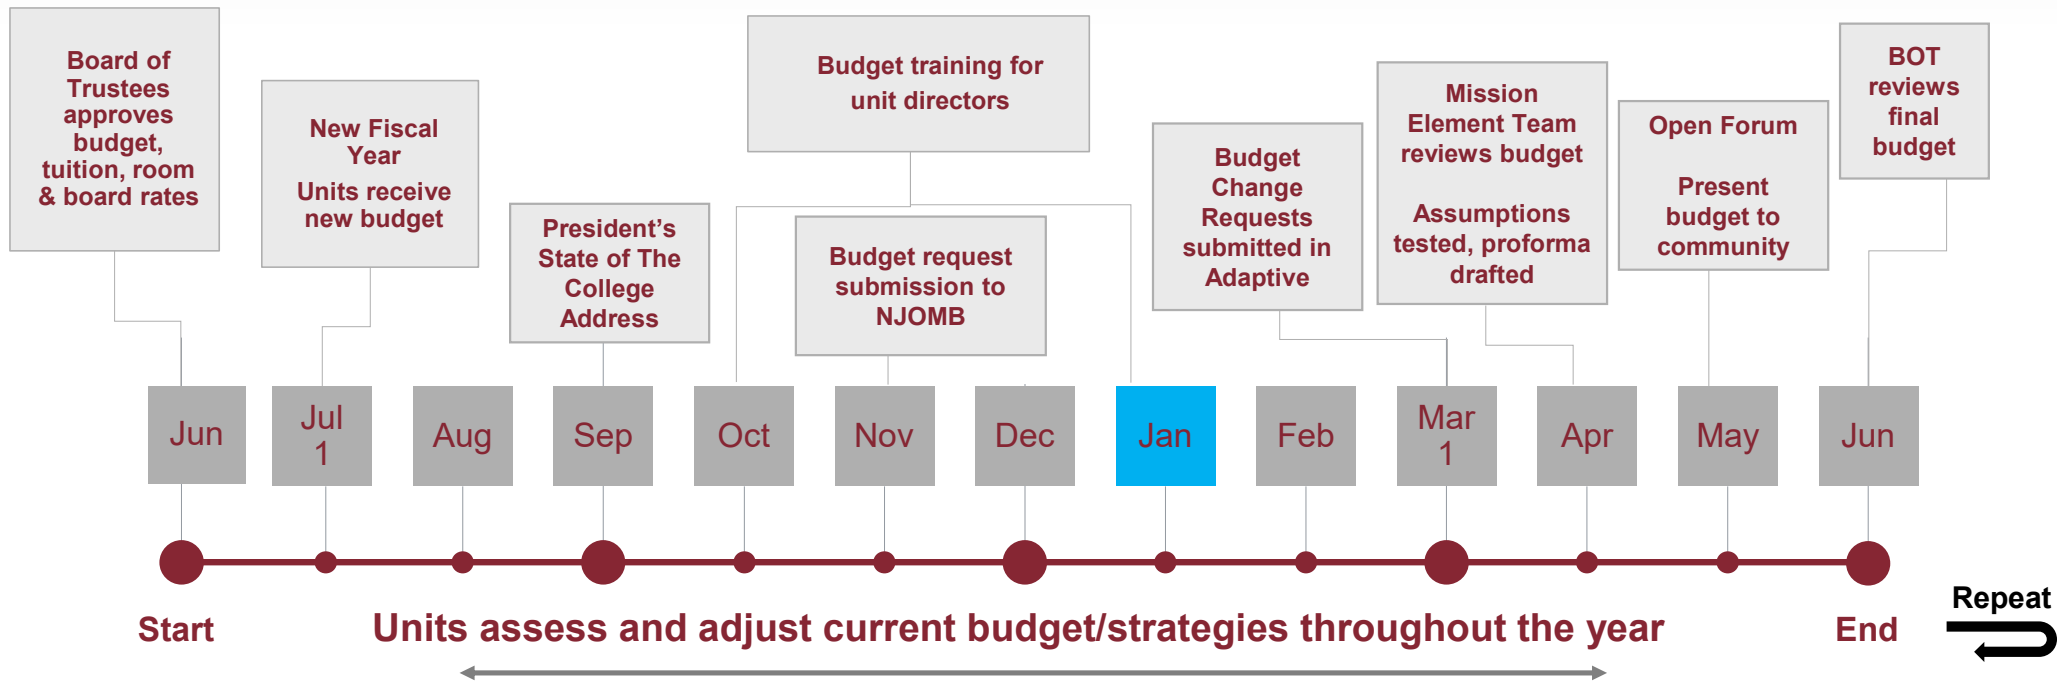 Board of
Trustees
approves
budget,
tuition, room
& board rates
New Fiscal
Year
Units receive
new budget
President’s
State of The
College
Address
Budget training for
unit directors
Budget request
submission to
NJOMB
Budget
Change
Requests
submitted in
Adaptive
Mission
Element Team
reviews budget
Assumptions
tested, proforma
drafted
Open Forum
Present
budget to
community
BOT
reviews
final
budget
Jun
Jul
1
Aug
Sep
Oct
Nov
Dec
Jan
Feb
Mar
1
Apr
May
Jun
Start
Units assess and adjust current budget/strategies throughout the year
End
Repeat